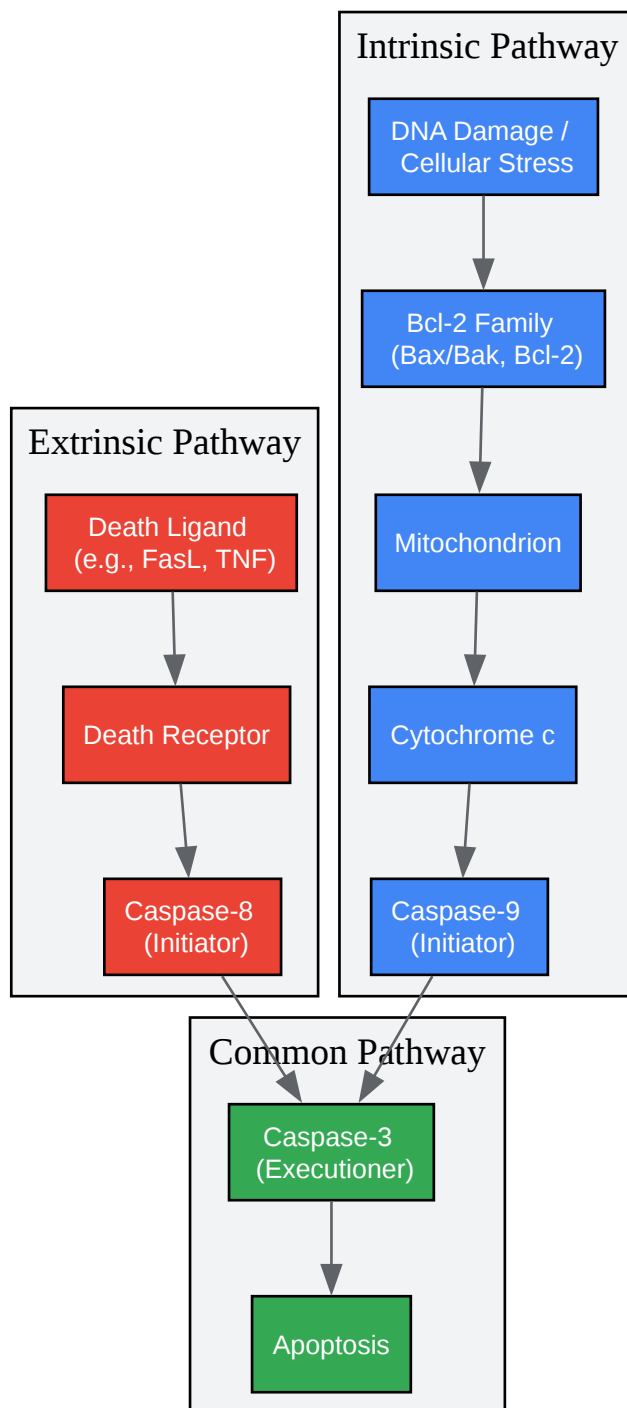 Intrinsic Pathway
DNA Damage /
Cellular Stress
Bcl-2 Family
(Bax/Bak, Bcl-2)
Mitochondrion
Cytochrome c
Caspase-9
(Initiator)
Extrinsic Pathway
Death Ligand
(e.g., FasL, TNF)
Death Receptor
Caspase-8
(Initiator)
Common Pathway
Caspase-3
(Executioner)
Apoptosis